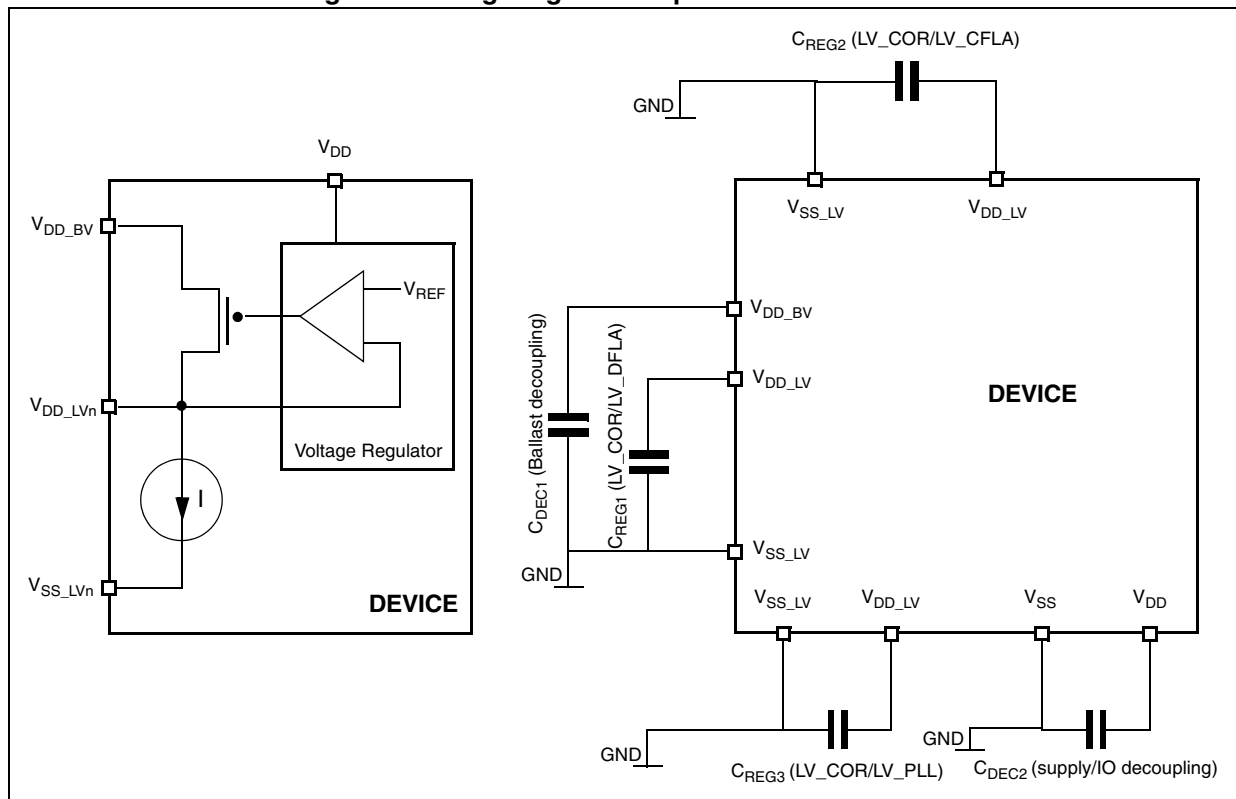 C_REG2 (LV_COR/LV_CFLA)
GND
V_DD
V_DD_BV
V_REF
V_DD_LVn
Voltage Regulator
I
V_SS_LVn
DEVICE
V_SS_LV
V_DD_LV
V_DD_BV
V_DD_LV
DEVICE
C_DEC1 (Ballast decoupling)
C_REG1 (LV_COR/LV_DFLA)
V_SS_LV
GND
V_SS_LV
V_DD_LV
V_SS
V_DD
GND
C_REG3 (LV_COR/LV_PLL)
GND
C_DEC2 (supply/IO decoupling)